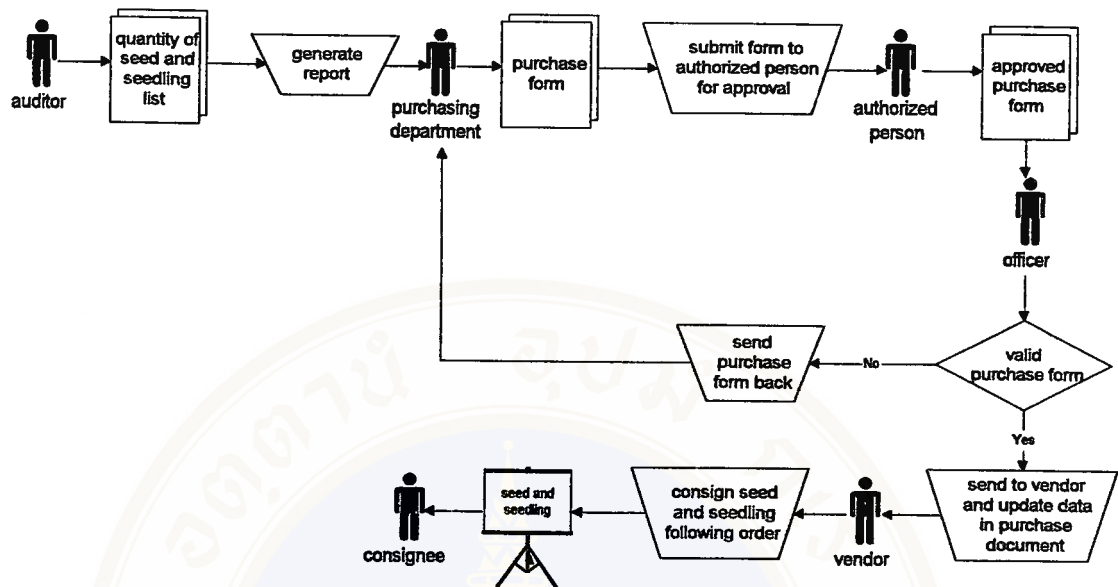 auditor
quantity of
seed and
seedling
list
generate
report
purchasing
department
purchase
form
submit form to
authorized person
for approval
authorized
person
approved
purchase
form
officer
valid
purchase form
No
send
purchase
form back
Yes
send to vendor
and update data
in purchase
document
vendor
consign seed
and seedling
following order
seed and
seedling
consignee